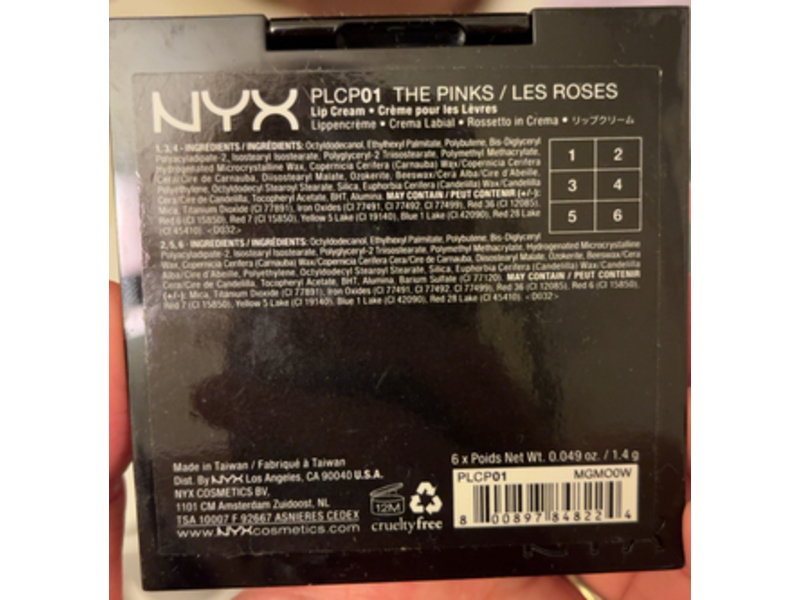 NYX
PLCP01 THE PINKS / LES ROSES
Lip Cream • Crème pour les Lèvres
Lippencrème • Crema Labial • Rossetto in Crema • リップクリーム
1, 3, 4 - INGREDIENTS / INGRÉDIENTS: Octyldodecanol, Ethylhexyl Palmitate, Polybutene, Bis-Diglyceryl
Polyacyladipate-2, Isostearyl Isostearate, Polyglyceryl-2 Triisostearate, Polymethyl Methacrylate,
Hydrogenated Microcrystalline Wax, Copernicia Cerifera (Carnauba) Wax/Copernicia Cerifera
Cera/Cire de Carnauba, Diisostearyl Malate, Ozokerite, Beeswax/Cera Alba/Cire d'Abeille,
Polyethylene, Octyldodecyl Stearoyl Stearate, Silica, Euphorbia Cerifera (Candelilla) Wax/Candelilla
Cera/Cire de Candelilla, Tocopheryl Acetate, BHT, Alumina. MAY CONTAIN / PEUT CONTENIR (+/-):
Mica, Titanium Dioxide (CI 77891), Iron Oxides (CI 77491, CI 77492, CI 77499), Red 36 (CI 12085),
Red 6 (CI 15850), Red 7 (CI 15850), Yellow 5 Lake (CI 19140), Blue 1 Lake (CI 42090), Red 28 Lake
(CI 45410). <D032>
1 2
3 4
5 6
2, 5, 6 - INGREDIENTS / INGRÉDIENTS: Octyldodecanol, Ethylhexyl Palmitate, Polybutene, Bis-Diglyceryl
Polyacyladipate-2, Isostearyl Isostearate, Polyglyceryl-2 Triisostearate, Polymethyl Methacrylate, Hydrogenated Microcrystalline
Wax, Copernicia Cerifera (Carnauba) Wax/Copernicia Cerifera Cera/Cire de Carnauba, Diisostearyl Malate, Ozokerite, Beeswax/Cera
Alba/Cire d'Abeille, Polyethylene, Octyldodecyl Stearoyl Stearate, Silica, Euphorbia Cerifera (Candelilla) Wax/Candelilla
Cera/Cire de Candelilla, Tocopheryl Acetate, BHT, Alumina, Barium Sulfate (CI 77120). MAY CONTAIN / PEUT CONTENIR
(+/-): Mica, Titanium Dioxide (CI 77891), Iron Oxides (CI 77491, CI 77492, CI 77499), Red 36 (CI 12085), Red 6 (CI 15850),
Red 7 (CI 15850), Yellow 5 Lake (CI 19140), Blue 1 Lake (CI 42090), Red 28 Lake (CI 45410). <D032>
Made in Taiwan / Fabriqué à Taiwan
Dist. By NYX Los Angeles, CA 90040 U.S.A.
NYX COSMETICS BV,
1101 CM Amsterdam Zuidoost, NL
TSA 10007 F 92667 ASNIERES CEDEX
www.NYXcosmetics.com
12M
crueltyfree
6 x Poids Net Wt. 0.049 oz. / 1.4 g
PLCP01 MGMO0W
8 00897 84822 4
NYX